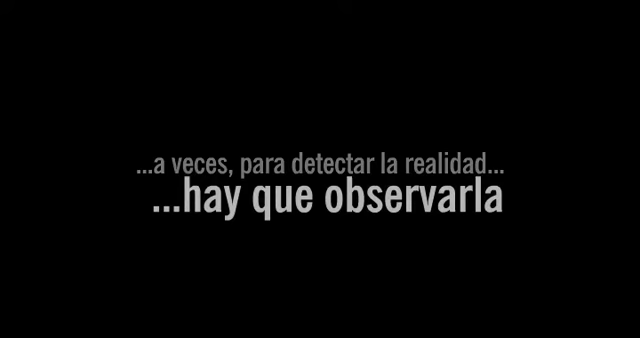 ...a veces, para detectar la realidad...
...hay que observarla